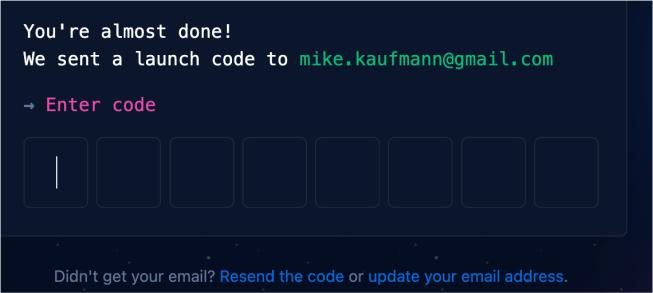 You're almost done!
We sent a launch code to mike.kaufmann@gmail.com
→ Enter code
Didn't get your email? Resend the code or update your email address.